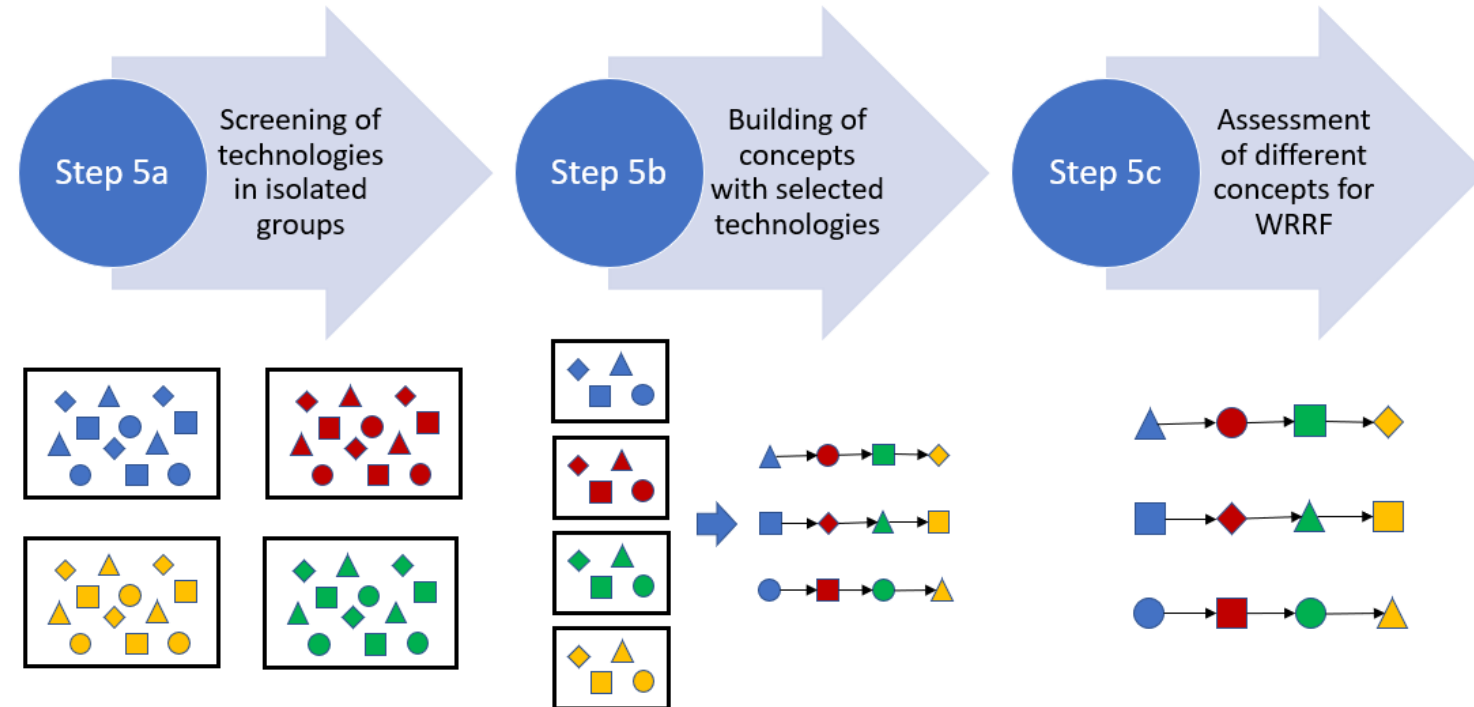 Step 5a
Screening of
technologies
in isolated
groups
Step 5b
Building of
concepts
with selected
technologies
Step 5c
Assessment
of different
concepts for
WRRF